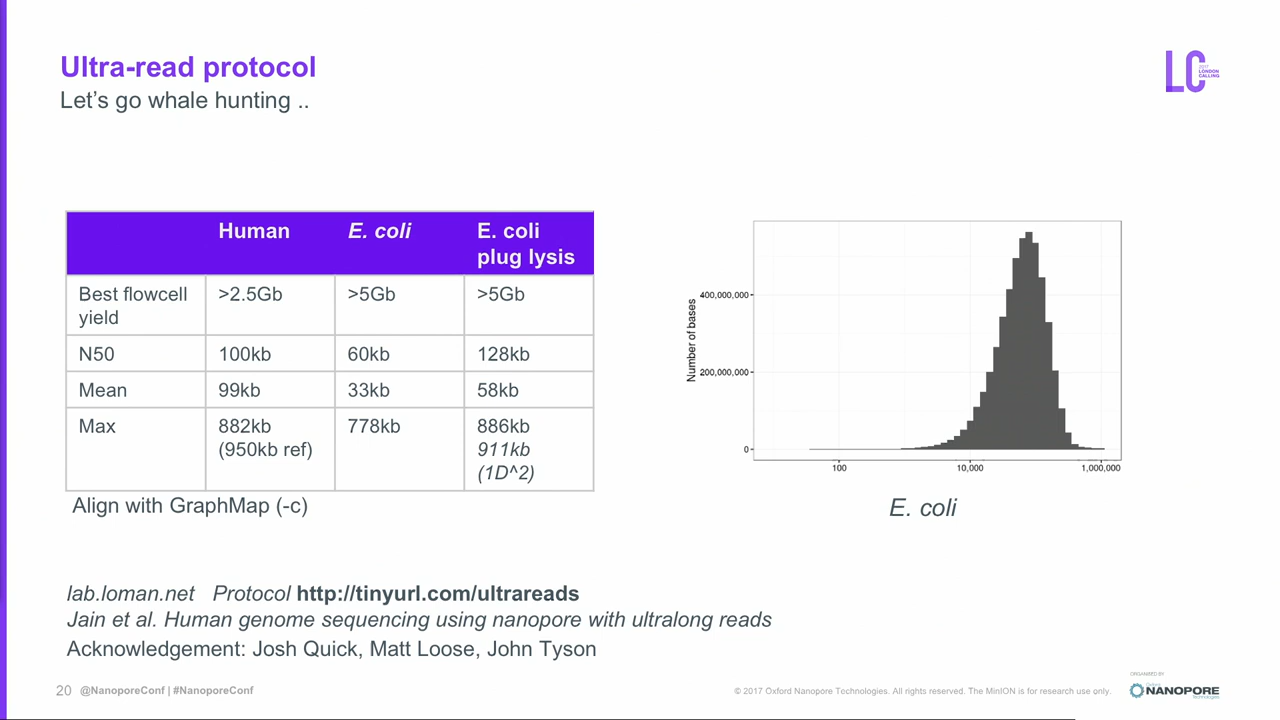 Ultra-read protocol
Let's go whale hunting ..
LC
2017
LONDON
CALLING
Human E. coli E. coli
plug lysis
Best flowcell >2.5Gb >5Gb >5Gb
yield
N50 100kb 60kb 128kb
Mean 99kb 33kb 58kb
Max 882kb 778kb 886kb
(950kb ref) 911kb
(1D^2)
Align with GraphMap (-c)
Number of bases
400,000,000
200,000,000
0
100 10,000 1,000,000
E. coli
lab.loman.net Protocol http://tinyurl.com/ultrareads
Jain et al. Human genome sequencing using nanopore with ultralong reads
Acknowledgement: Josh Quick, Matt Loose, John Tyson
20 @NanoporeConf | #NanoporeConf
© 2017 Oxford Nanopore Technologies. All rights reserved. The MinION is for research use only.
ORGANISED BY
Oxford
NANOPORE
Technologies